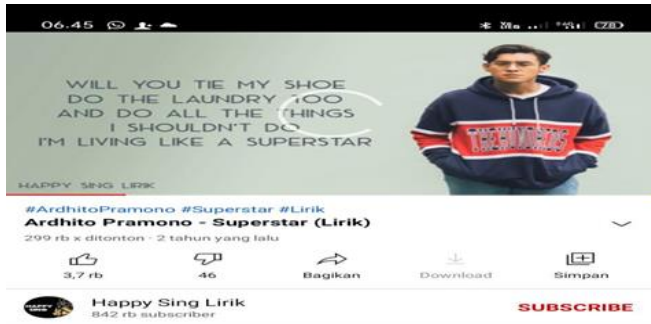 06.45
WILL YOU TIE MY SHOE
DO THE LAUNDRY TOO
AND DO ALL THE THINGS
I SHOULDN'T DO
I'M LIVING LIKE A SUPERSTAR
THE HUNDREDS
HAPPY SING LIRIK
#ArdhitoPramono #Superstar #Lirik
Ardhito Pramono - Superstar (Lirik)
299 rb x ditonton · 2 tahun yang lalu
3,7 rb
46
Bagikan
Download
Simpan
Happy Sing Lirik
842 rb subscriber
SUBSCRIBE